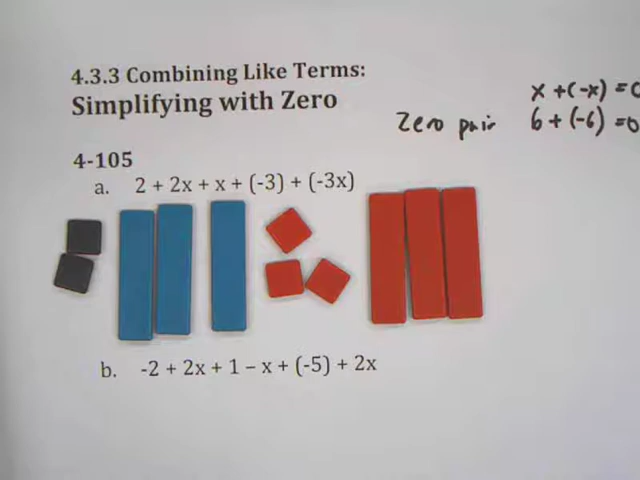 4.3.3 Combining Like Terms:
Simplifying with Zero
x + (-x) = 0
Zero pair 6 + (-6) = 0
4-105
a. 2 + 2x + x + (-3) + (-3x)
b. -2 + 2x + 1 – x + (-5) + 2x